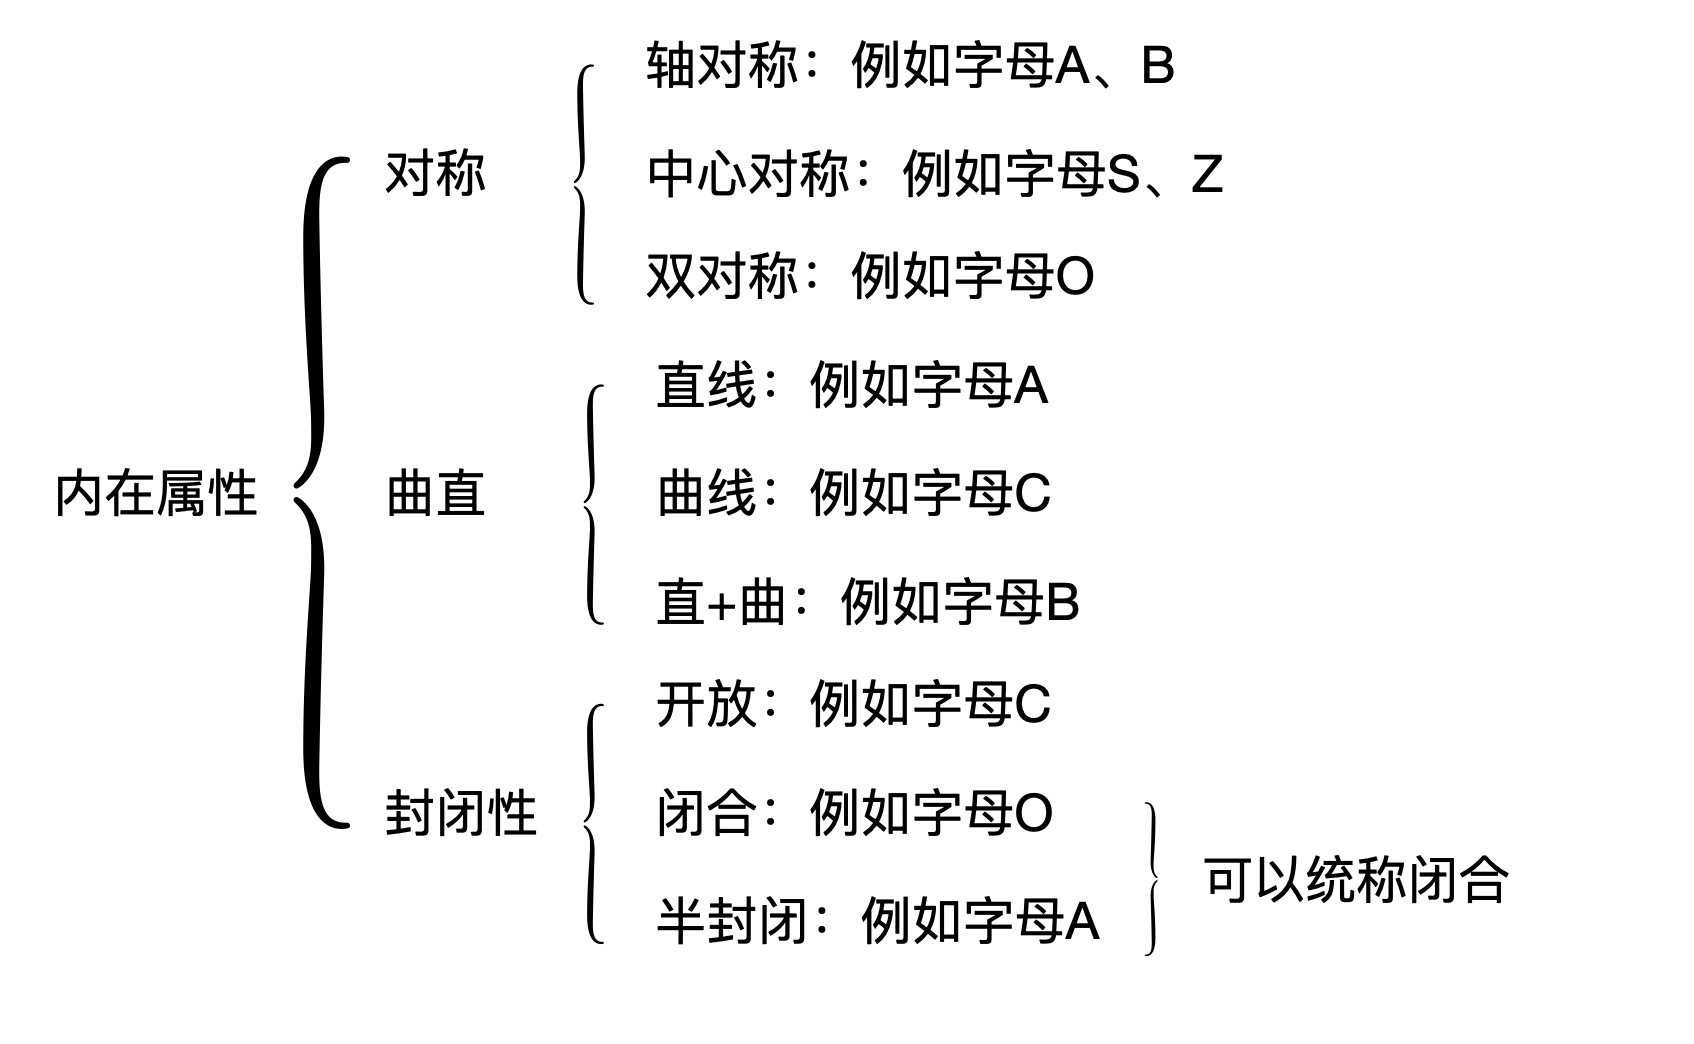 轴对称：例如字母A、B
对称
中心对称：例如字母S、Z
双对称：例如字母O
直线：例如字母A
内在属性
曲直
曲线：例如字母C
直+曲：例如字母B
开放：例如字母C
封闭性
闭合：例如字母O
半封闭：例如字母A
可以统称闭合